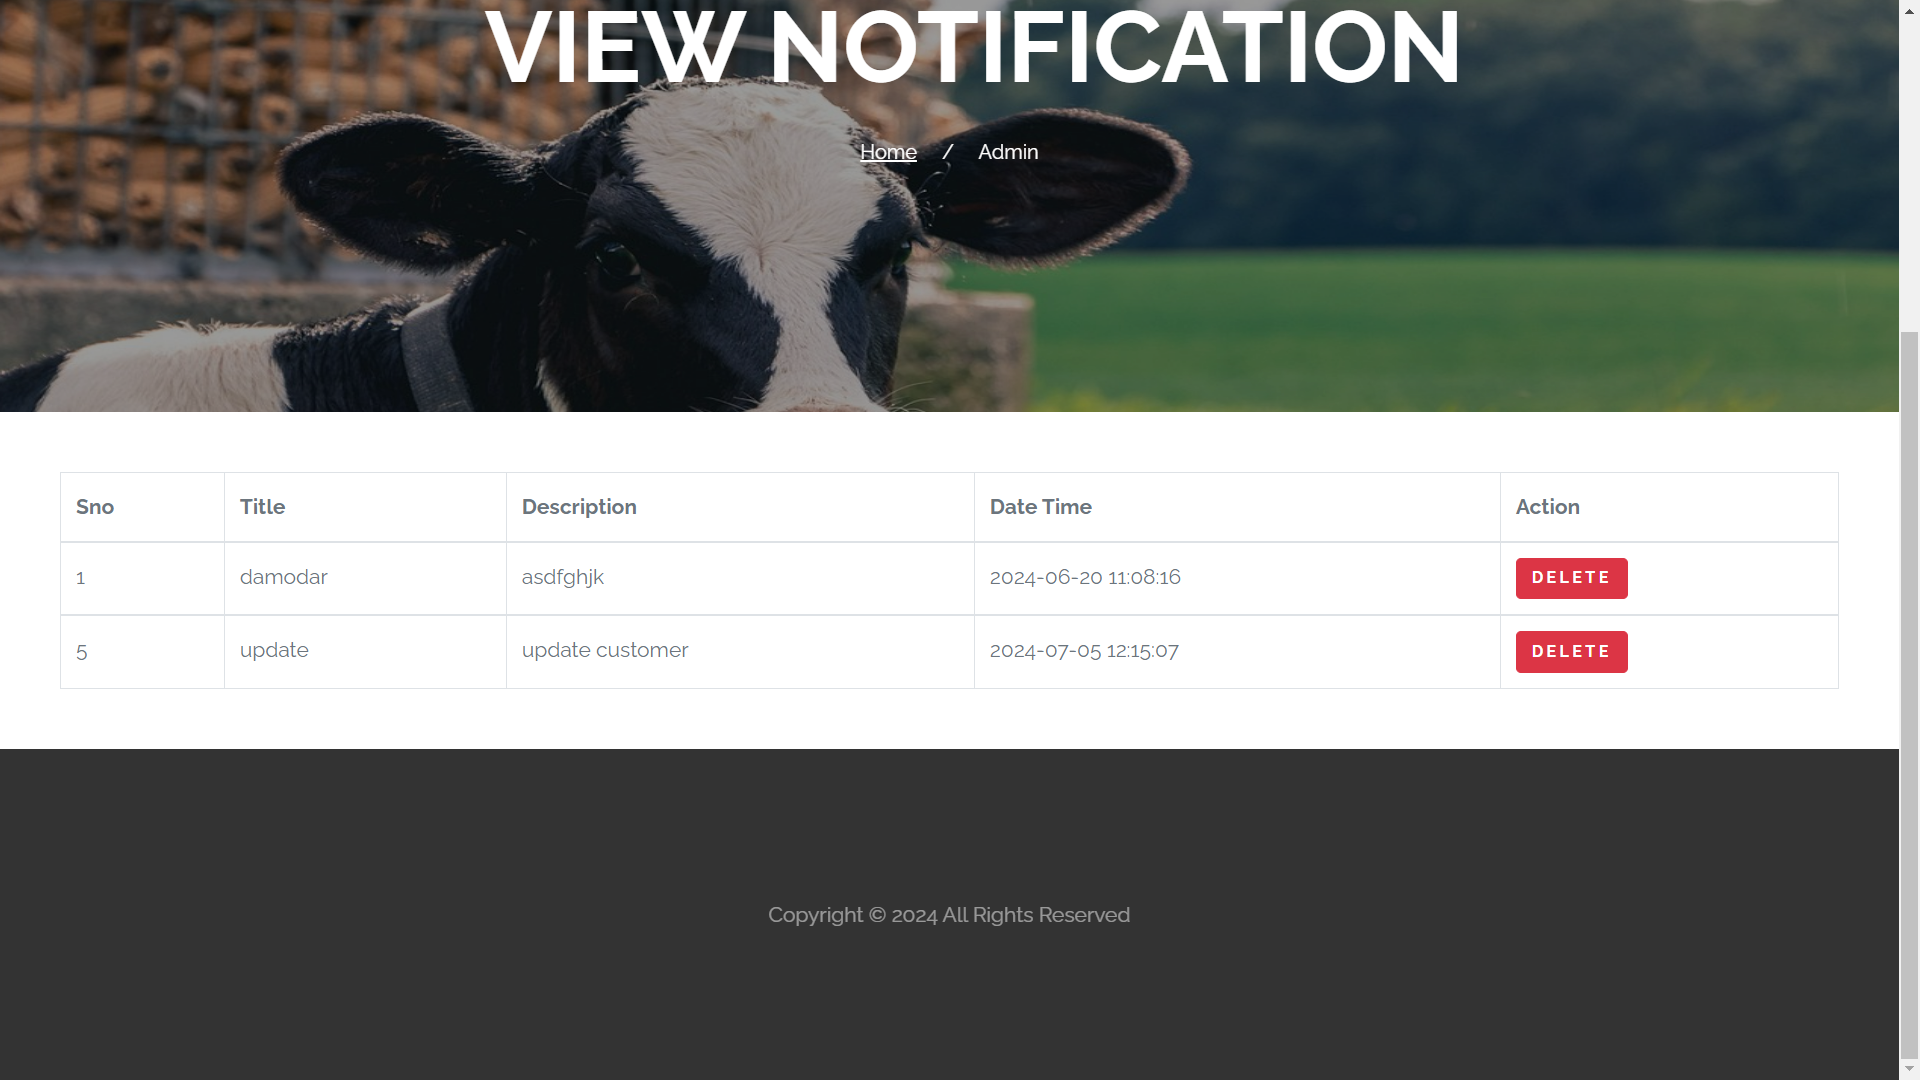 VIEW NOTIFICATION
Home / Admin
Sno Title Description Date Time Action
1 damodar asdfghjk 2024-06-20 11:08:16 DELETE
5 update update customer 2024-07-05 12:15:07 DELETE
Copyright © 2024 All Rights Reserved